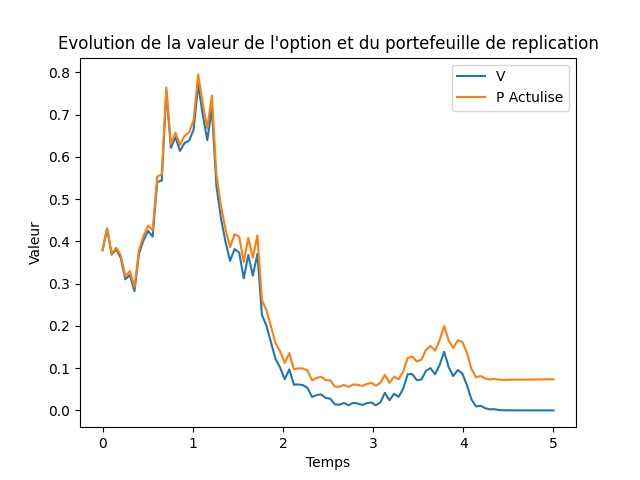 Evolution de la valeur de l'option et du portefeuille de replication
V
P Actulise
Valeur
0.8
0.7
0.6
0.5
0.4
0.3
0.2
0.1
0.0
0 1 2 3 4 5
Temps